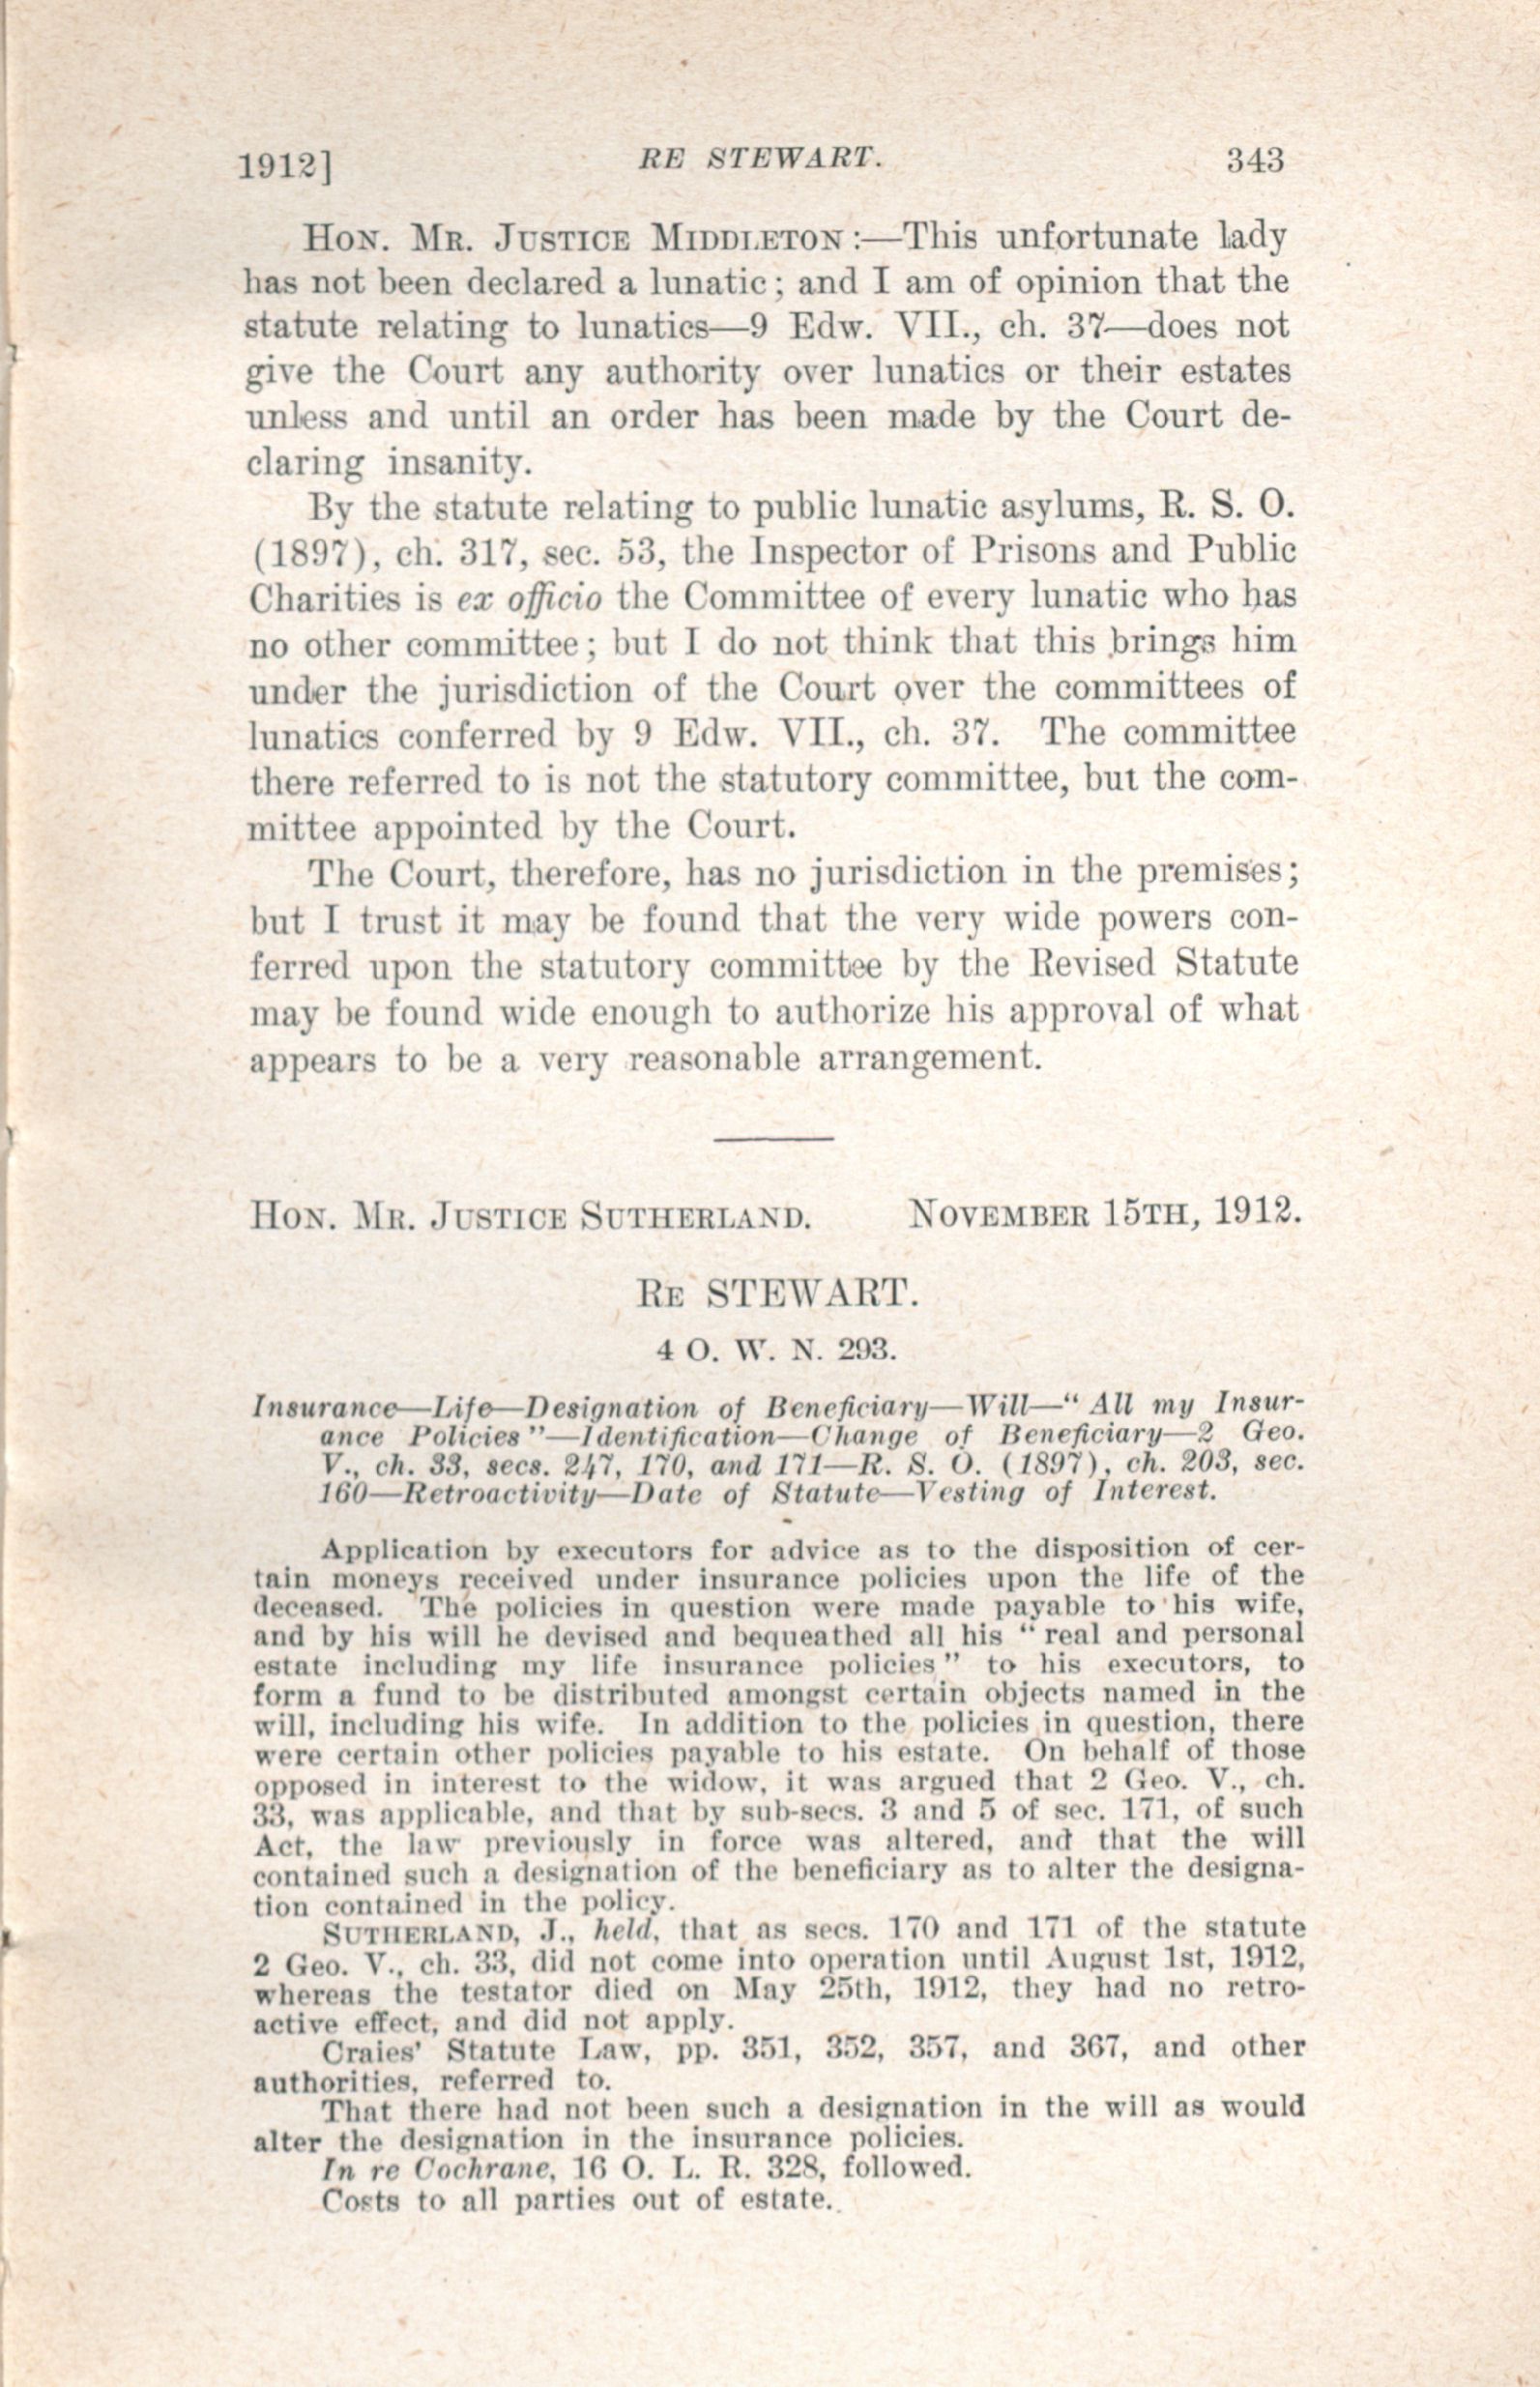 1912] RE STEWART. 343
HON. MR. JUSTICE MIDDLETON:—This unfortunate lady
has not been declared a lunatic; and I am of opinion that the
statute relating to lunatics—9 Edw. VII., ch. 37—does not
give the Court any authority over lunatics or their estates
unless and until an order has been made by the Court de-
claring insanity.
By the statute relating to public lunatic asylums, R. S. O.
(1897), ch. 317, sec. 53, the Inspector of Prisons and Public
Charities is ex officio the Committee of every lunatic who has
no other committee; but I do not think that this brings him
under the jurisdiction of the Court over the committees of
lunatics conferred by 9 Edw. VII., ch. 37. The committee
there referred to is not the statutory committee, but the com-
mittee appointed by the Court.
The Court, therefore, has no jurisdiction in the premises;
but I trust it may be found that the very wide powers con-
ferred upon the statutory committee by the Revised Statute
may be found wide enough to authorize his approval of what
appears to be a very reasonable arrangement.
HON. MR. JUSTICE SUTHERLAND. NOVEMBER 15TH, 1912.
RE STEWART.
4 O. W. N. 293.
Insurance—Life—Designation of Beneficiary—Will—“ All my Insur-
ance Policies”—Identification—Change of Beneficiary—2 Geo.
V., ch. 33, secs. 247, 170, and 171—R. S. O. (1897), ch. 203, sec.
160—Retroactivity—Date of Statute—Vesting of Interest.
Application by executors for advice as to the disposition of cer-
tain moneys received under insurance policies upon the life of the
deceased. The policies in question were made payable to his wife,
and by his will he devised and bequeathed all his “ real and personal
estate including my life insurance policies” to his executors, to
form a fund to be distributed amongst certain objects named in the
will, including his wife. In addition to the policies in question, there
were certain other policies payable to his estate. On behalf of those
opposed in interest to the widow, it was argued that 2 Geo. V., ch.
33, was applicable, and that by sub-secs. 3 and 5 of sec. 171, of such
Act, the law previously in force was altered, and that the will
contained such a designation of the beneficiary as to alter the designa-
tion contained in the policy.
SUTHERLAND, J., held, that as secs. 170 and 171 of the statute
2 Geo. V., ch. 33, did not come into operation until August 1st, 1912,
whereas the testator died on May 25th, 1912, they had no retro-
active effect, and did not apply.
Craies' Statute Law, pp. 351, 352, 357, and 367, and other
authorities, referred to.
That there had not been such a designation in the will as would
alter the designation in the insurance policies.
In re Cochrane, 16 O. L. R. 328, followed.
Costs to all parties out of estate.